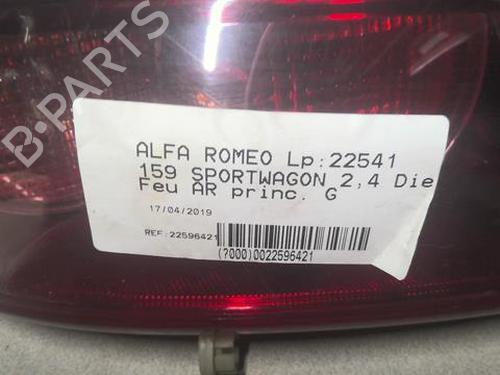 B-PARTS
ALFA ROMEO Lp:22541
159 SPORTWAGON 2,4 Die
Feu AR princ. G
17/04/2019
REF:22596421
(?000)0022596421